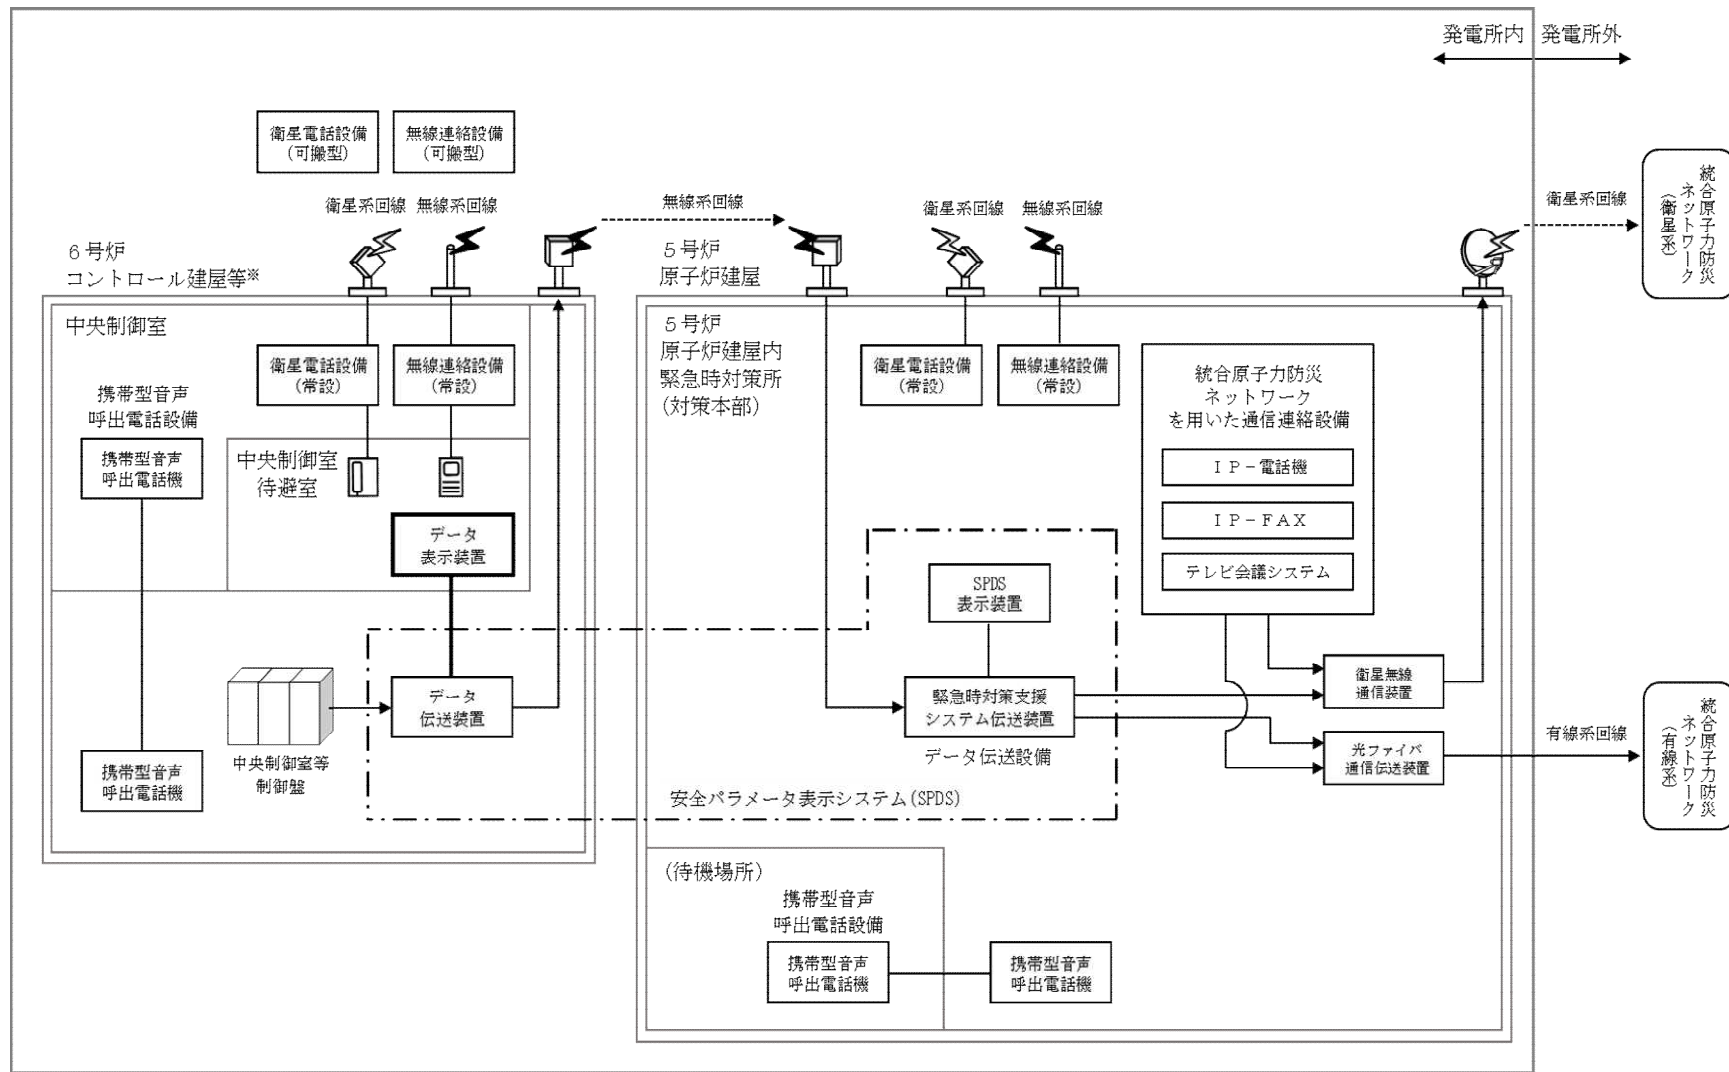 発電所内
発電所外
衛星電話設備
(可搬型)
無線連絡設備
(可搬型)
衛星系回線
無線系回線
無線系回線
衛星系回線
無線系回線
衛星系回線
統合原子力防災
ネットワーク
(衛星系)
6号炉
コントロール建屋等※
5号炉
原子炉建屋
中央制御室
携帯型音声
呼出電話設備
携帯型音声
呼出電話機
衛星電話設備
(常設)
無線連絡設備
(常設)
中央制御室
待避室
データ
表示装置
中央制御室等
制御盤
データ
伝送装置
携帯型音声
呼出電話機
5号炉
原子炉建屋内
緊急時対策所
(対策本部)
衛星電話設備
(常設)
無線連絡設備
(常設)
統合原子力防災
ネットワーク
を用いた通信連絡設備
IP-電話機
IP-FAX
テレビ会議システム
SPDS
表示装置
緊急時対策支援
システム伝送装置
データ伝送設備
衛星無線
通信装置
光ファイバ
通信伝送装置
有線系回線
統合原子力防災
ネットワーク
(有線系)
安全パラメータ表示システム(SPDS)
(待機場所)
携帯型音声
呼出電話設備
携帯型音声
呼出電話機
携帯型音声
呼出電話機